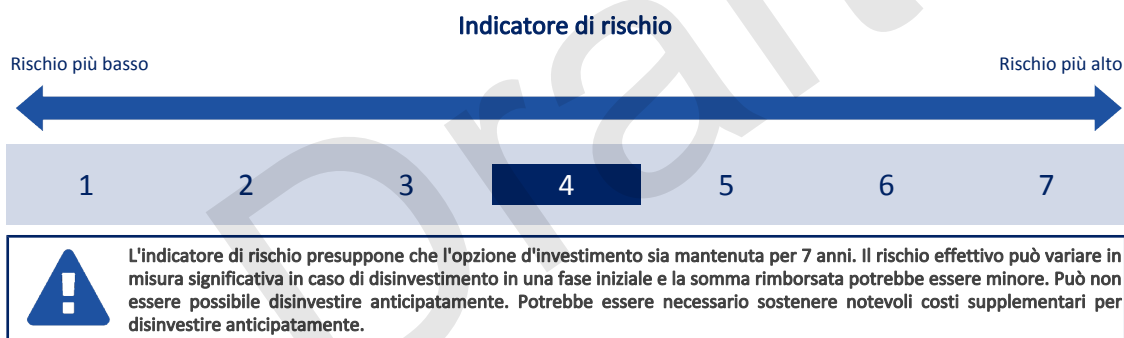 Indicatore di rischio
Rischio più basso
Rischio più alto
1 2 3 4 5 6 7
L'indicatore di rischio presuppone che l'opzione d'investimento sia mantenuta per 7 anni. Il rischio effettivo può variare in
misura significativa in caso di disinvestimento in una fase iniziale e la somma rimborsata potrebbe essere minore. Può non
essere possibile disinvestire anticipatamente. Potrebbe essere necessario sostenere notevoli costi supplementari per
disinvestire anticipatamente.
Draft